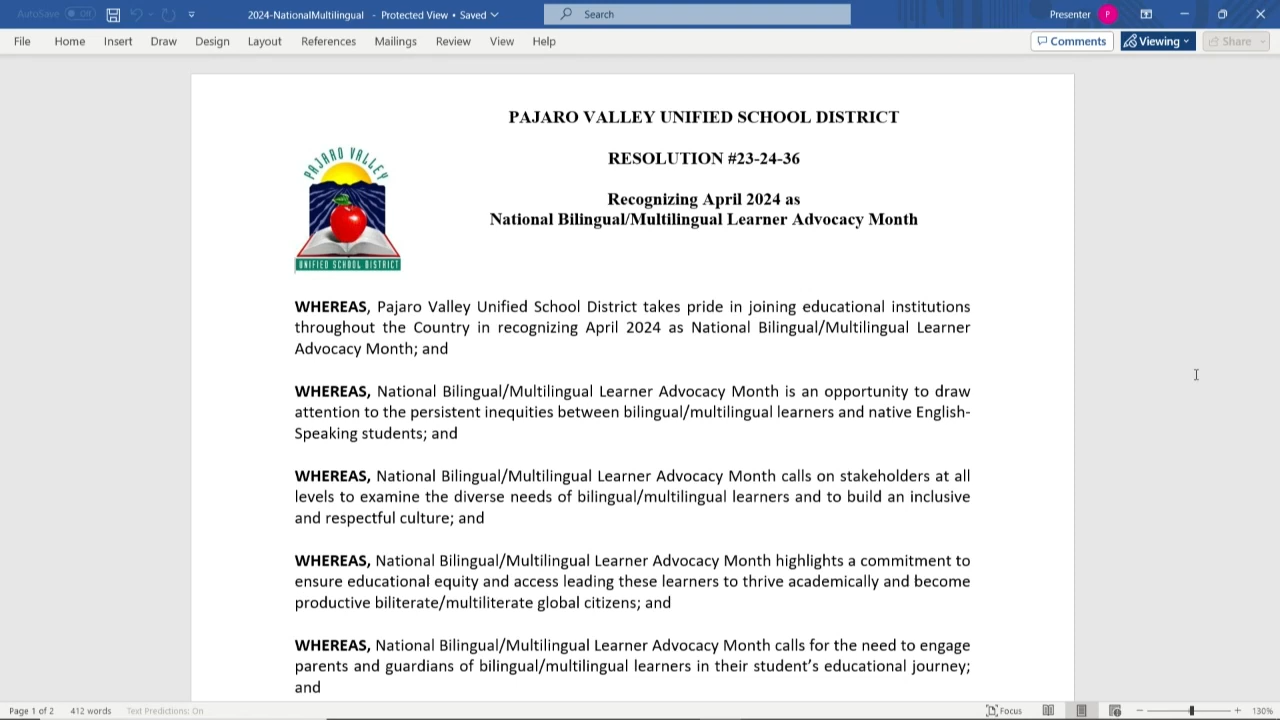 AutoSave Off 2024-NationalMultilingual - Protected View • Saved Search Presenter P
File Home Insert Draw Design Layout References Mailings Review View Help Comments Viewing Share
PAJARO VALLEY UNIFIED SCHOOL DISTRICT
RESOLUTION #23-24-36
Recognizing April 2024 as
National Bilingual/Multilingual Learner Advocacy Month
PAJARO VALLEY
UNIFIED SCHOOL DISTRICT
WHEREAS, Pajaro Valley Unified School District takes pride in joining educational institutions
throughout the Country in recognizing April 2024 as National Bilingual/Multilingual Learner
Advocacy Month; and
WHEREAS, National Bilingual/Multilingual Learner Advocacy Month is an opportunity to draw
attention to the persistent inequities between bilingual/multilingual learners and native English-
Speaking students; and
WHEREAS, National Bilingual/Multilingual Learner Advocacy Month calls on stakeholders at all
levels to examine the diverse needs of bilingual/multilingual learners and to build an inclusive
and respectful culture; and
WHEREAS, National Bilingual/Multilingual Learner Advocacy Month highlights a commitment to
ensure educational equity and access leading these learners to thrive academically and become
productive biliterate/multiliterate global citizens; and
WHEREAS, National Bilingual/Multilingual Learner Advocacy Month calls for the need to engage
parents and guardians of bilingual/multilingual learners in their student's educational journey;
and
Page 1 of 2 412 words Text Predictions: On Focus 130%